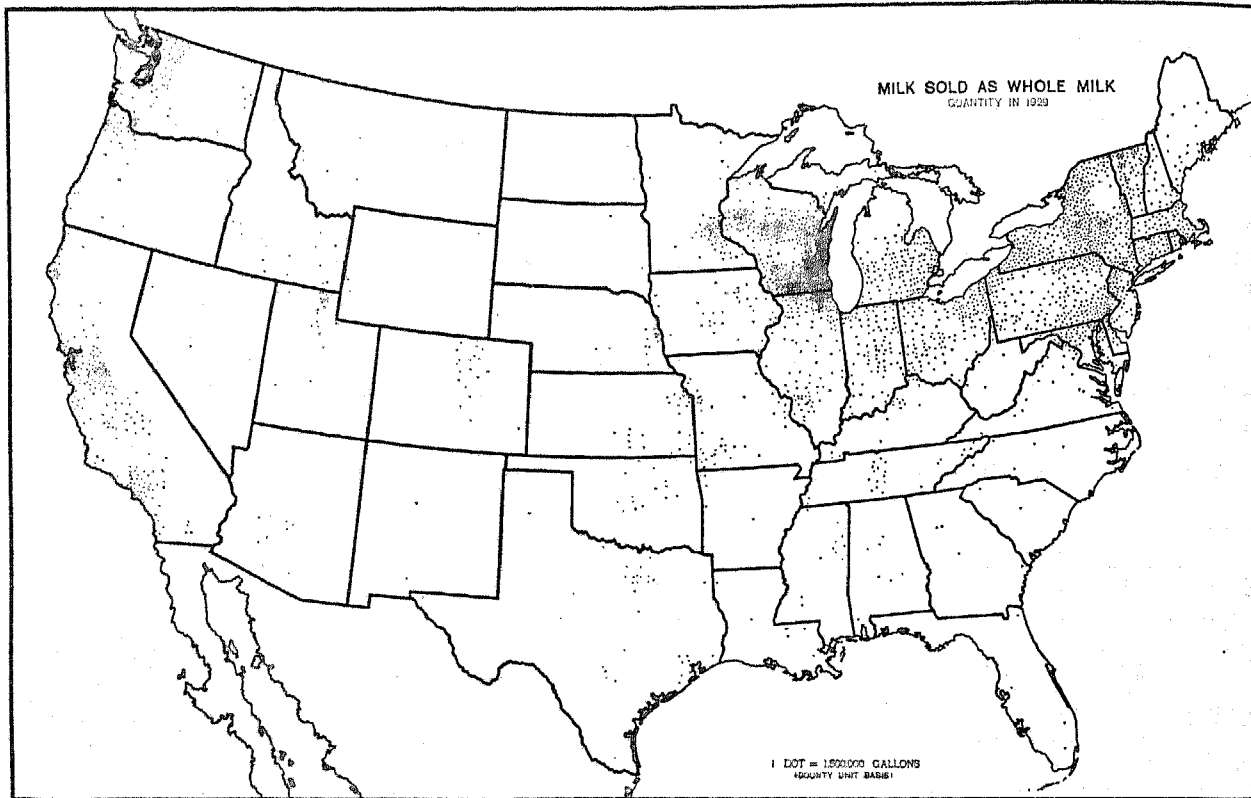 MILK SOLD AS WHOLE MILK
QUANTITY IN 1929
1 DOT = 1,500,000 GALLONS
(COUNTY UNIT BASIS)